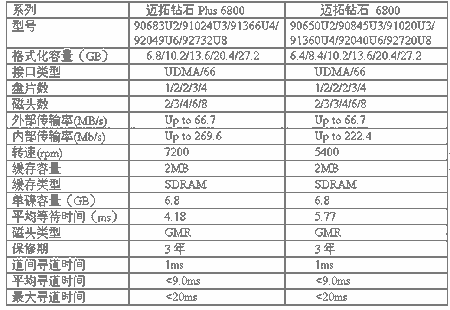 系列 迈拓钻石 Plus 6800 迈拓钻石 6800
型号 90683U2/91024U3/91366U4/ 90650U2/90845U3/91020U3/
92049U6/92732U8 91360U4/92040U6/92720U8
格式化容量（GB） 6.8/10.2/13.6/20.4/27.2 6.4/8.4/10.2/13.6/20.4/27.2
接口类型 UDMA/66 UDMA/66
盘片数 1/2/2/3/4 1/2/2/2/3/4
磁头数 2/3/4/6/8 2/3/3/4/6/8
外部传输率(MB/s) Up to 66.7 Up to 66.7
内部传输率(Mb/s) Up to 269.6 Up to 222.4
转速(rpm) 7200 5400
缓存容量 2MB 2MB
缓存类型 SDRAM SDRAM
单碟容量（GB） 6.8 6.8
平均等待时间（ms） 4.18 5.77
磁头类型 GMR GMR
保修期 3 年 3 年
道间寻道时间 1ms 1ms
平均寻道时间 <9.0ms <9.0ms
最大寻道时间 <20ms <20ms